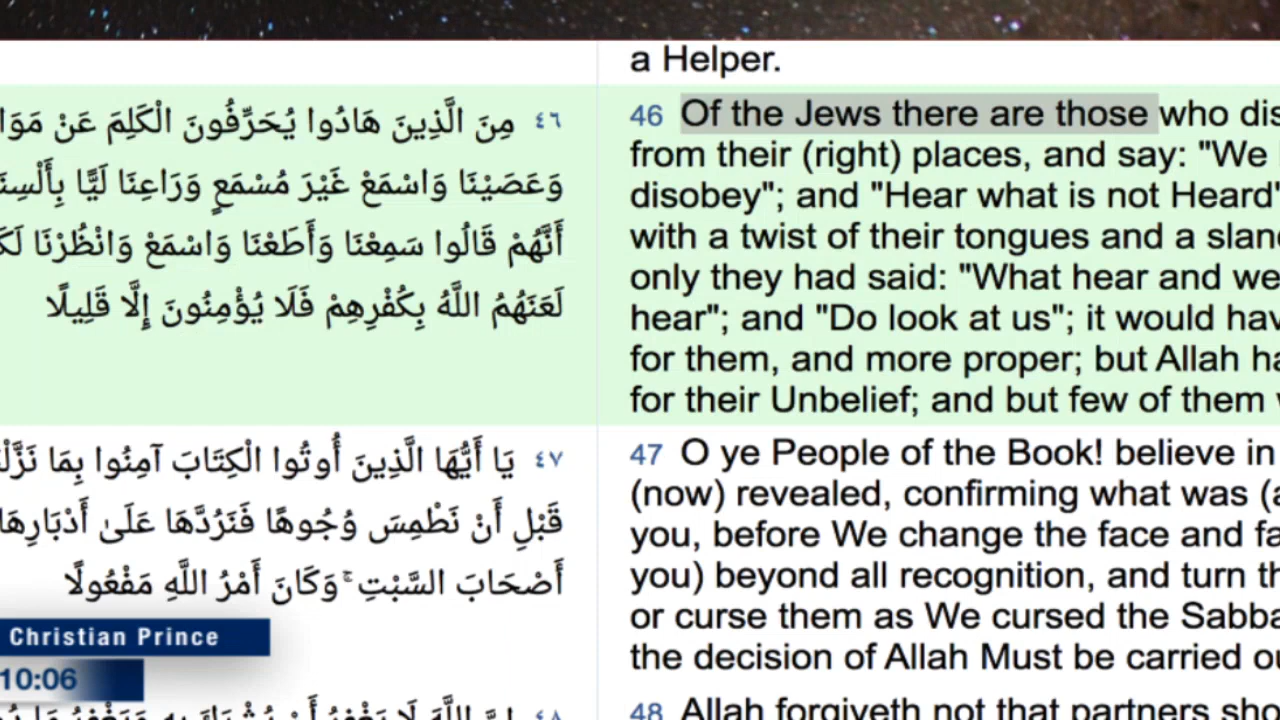 a Helper.
٤٦ مِنَ الَّذِينَ هَادُوا يُحَرِّفُونَ الْكَلِمَ عَنْ
وَعَصَيْنَا وَاسْمَعْ غَيْرَ مُسْمَعٍ وَرَاعِنَا لَيًّا
أَنَّهُمْ قَالُوا سَمِعْنَا وَأَطَعْنَا وَاسْمَعْ وَانْظُرْنَا
لَعَنَهُمُ اللَّهُ بِكُفْرِهِمْ فَلَا يُؤْمِنُونَ إِلَّا قَلِيلًا
46 Of the Jews there are those who
from their (right) places, and say: "We
disobey"; and "Hear what is not Heard"
with a twist of their tongues and a
only they had said: "What hear and we
hear"; and "Do look at us"; it would
for them, and more proper; but Allah
for their Unbelief; and but few of them
٤٧ يَا أَيُّهَا الَّذِينَ أُوتُوا الْكِتَابَ آمِنُوا بِمَا
قَبْلِ أَنْ نَطْمِسَ وُجُوهًا فَنَرُدَّهَا عَلَىٰ
أَصْحَابَ السَّبْتِ ۚ وَكَانَ أَمْرُ اللَّهِ مَفْعُولًا
47 O ye People of the Book! believe in
(now) revealed, confirming what was
you, before We change the face and
you) beyond all recognition, and turn
or curse them as We cursed the
the decision of Allah Must be carried
٤٨
48 Allah forgiveth not that partners
Christian Prince
10:06